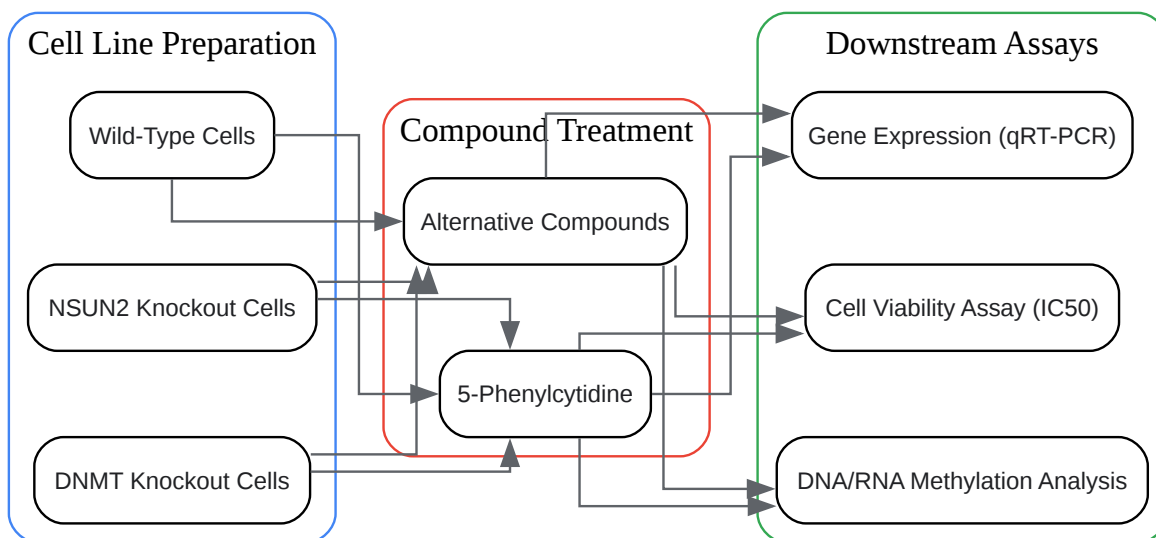 Cell Line Preparation
Wild-Type Cells
NSUN2 Knockout Cells
DNMT Knockout Cells
Compound Treatment
Alternative Compounds
5-Phenylcytidine
Downstream Assays
Gene Expression (qRT-PCR)
Cell Viability Assay (IC50)
DNA/RNA Methylation Analysis